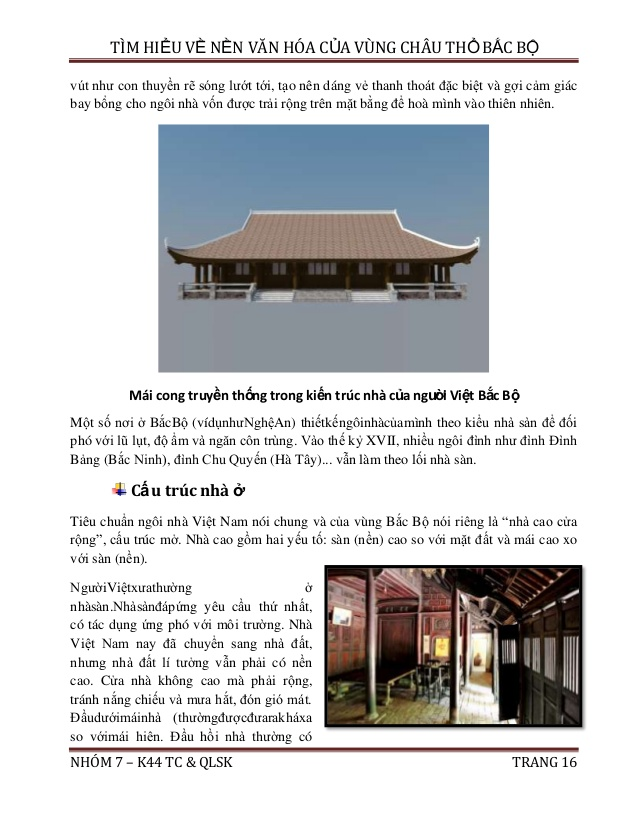 TÌM HIỂU VỀ NỀN VĂN HÓA CỦA VÙNG CHÂU THỔ BẮC BỘ
vút như con thuyền rẽ sóng lướt tới, tạo nên dáng vẻ thanh thoát đặc biệt và gợi cảm giác
bay bổng cho ngôi nhà vốn được trải rộng trên mặt bằng để hoà mình vào thiên nhiên.
Mái cong truyền thống trong kiến trúc nhà của người Việt Bắc Bộ
Một số nơi ở BắcBộ (vídụnhưNghệAn) thiếtkếngôinhàcủamình theo kiểu nhà sàn để đối
phó với lũ lụt, độ ẩm và ngăn côn trùng. Vào thế kỷ XVII, nhiều ngôi đình như đình Đình
Bảng (Bắc Ninh), đình Chu Quyến (Hà Tây)... vẫn làm theo lối nhà sàn.
Cấu trúc nhà ở
Tiêu chuẩn ngôi nhà Việt Nam nói chung và của vùng Bắc Bộ nói riêng là “nhà cao cửa
rộng”, cấu trúc mở. Nhà cao gồm hai yếu tố: sàn (nền) cao so với mặt đất và mái cao xo
với sàn (nền).
NgườiViệtxưathường ở
nhàsàn.Nhàsànđápứng yêu cầu thứ nhất,
có tác dụng ứng phó với môi trường. Nhà
Việt Nam nay đã chuyển sang nhà đất,
nhưng nhà đất lí tưởng vẫn phải có nền
cao. Cửa nhà không cao mà phải rộng,
tránh nắng chiếu và mưa hắt, đón gió mát.
Đầudướimáinhà (thườngđượcđưarakháxa
so vớimái hiên. Đầu hồi nhà thường có
NHÓM 7 – K44 TC & QLSK TRANG 16